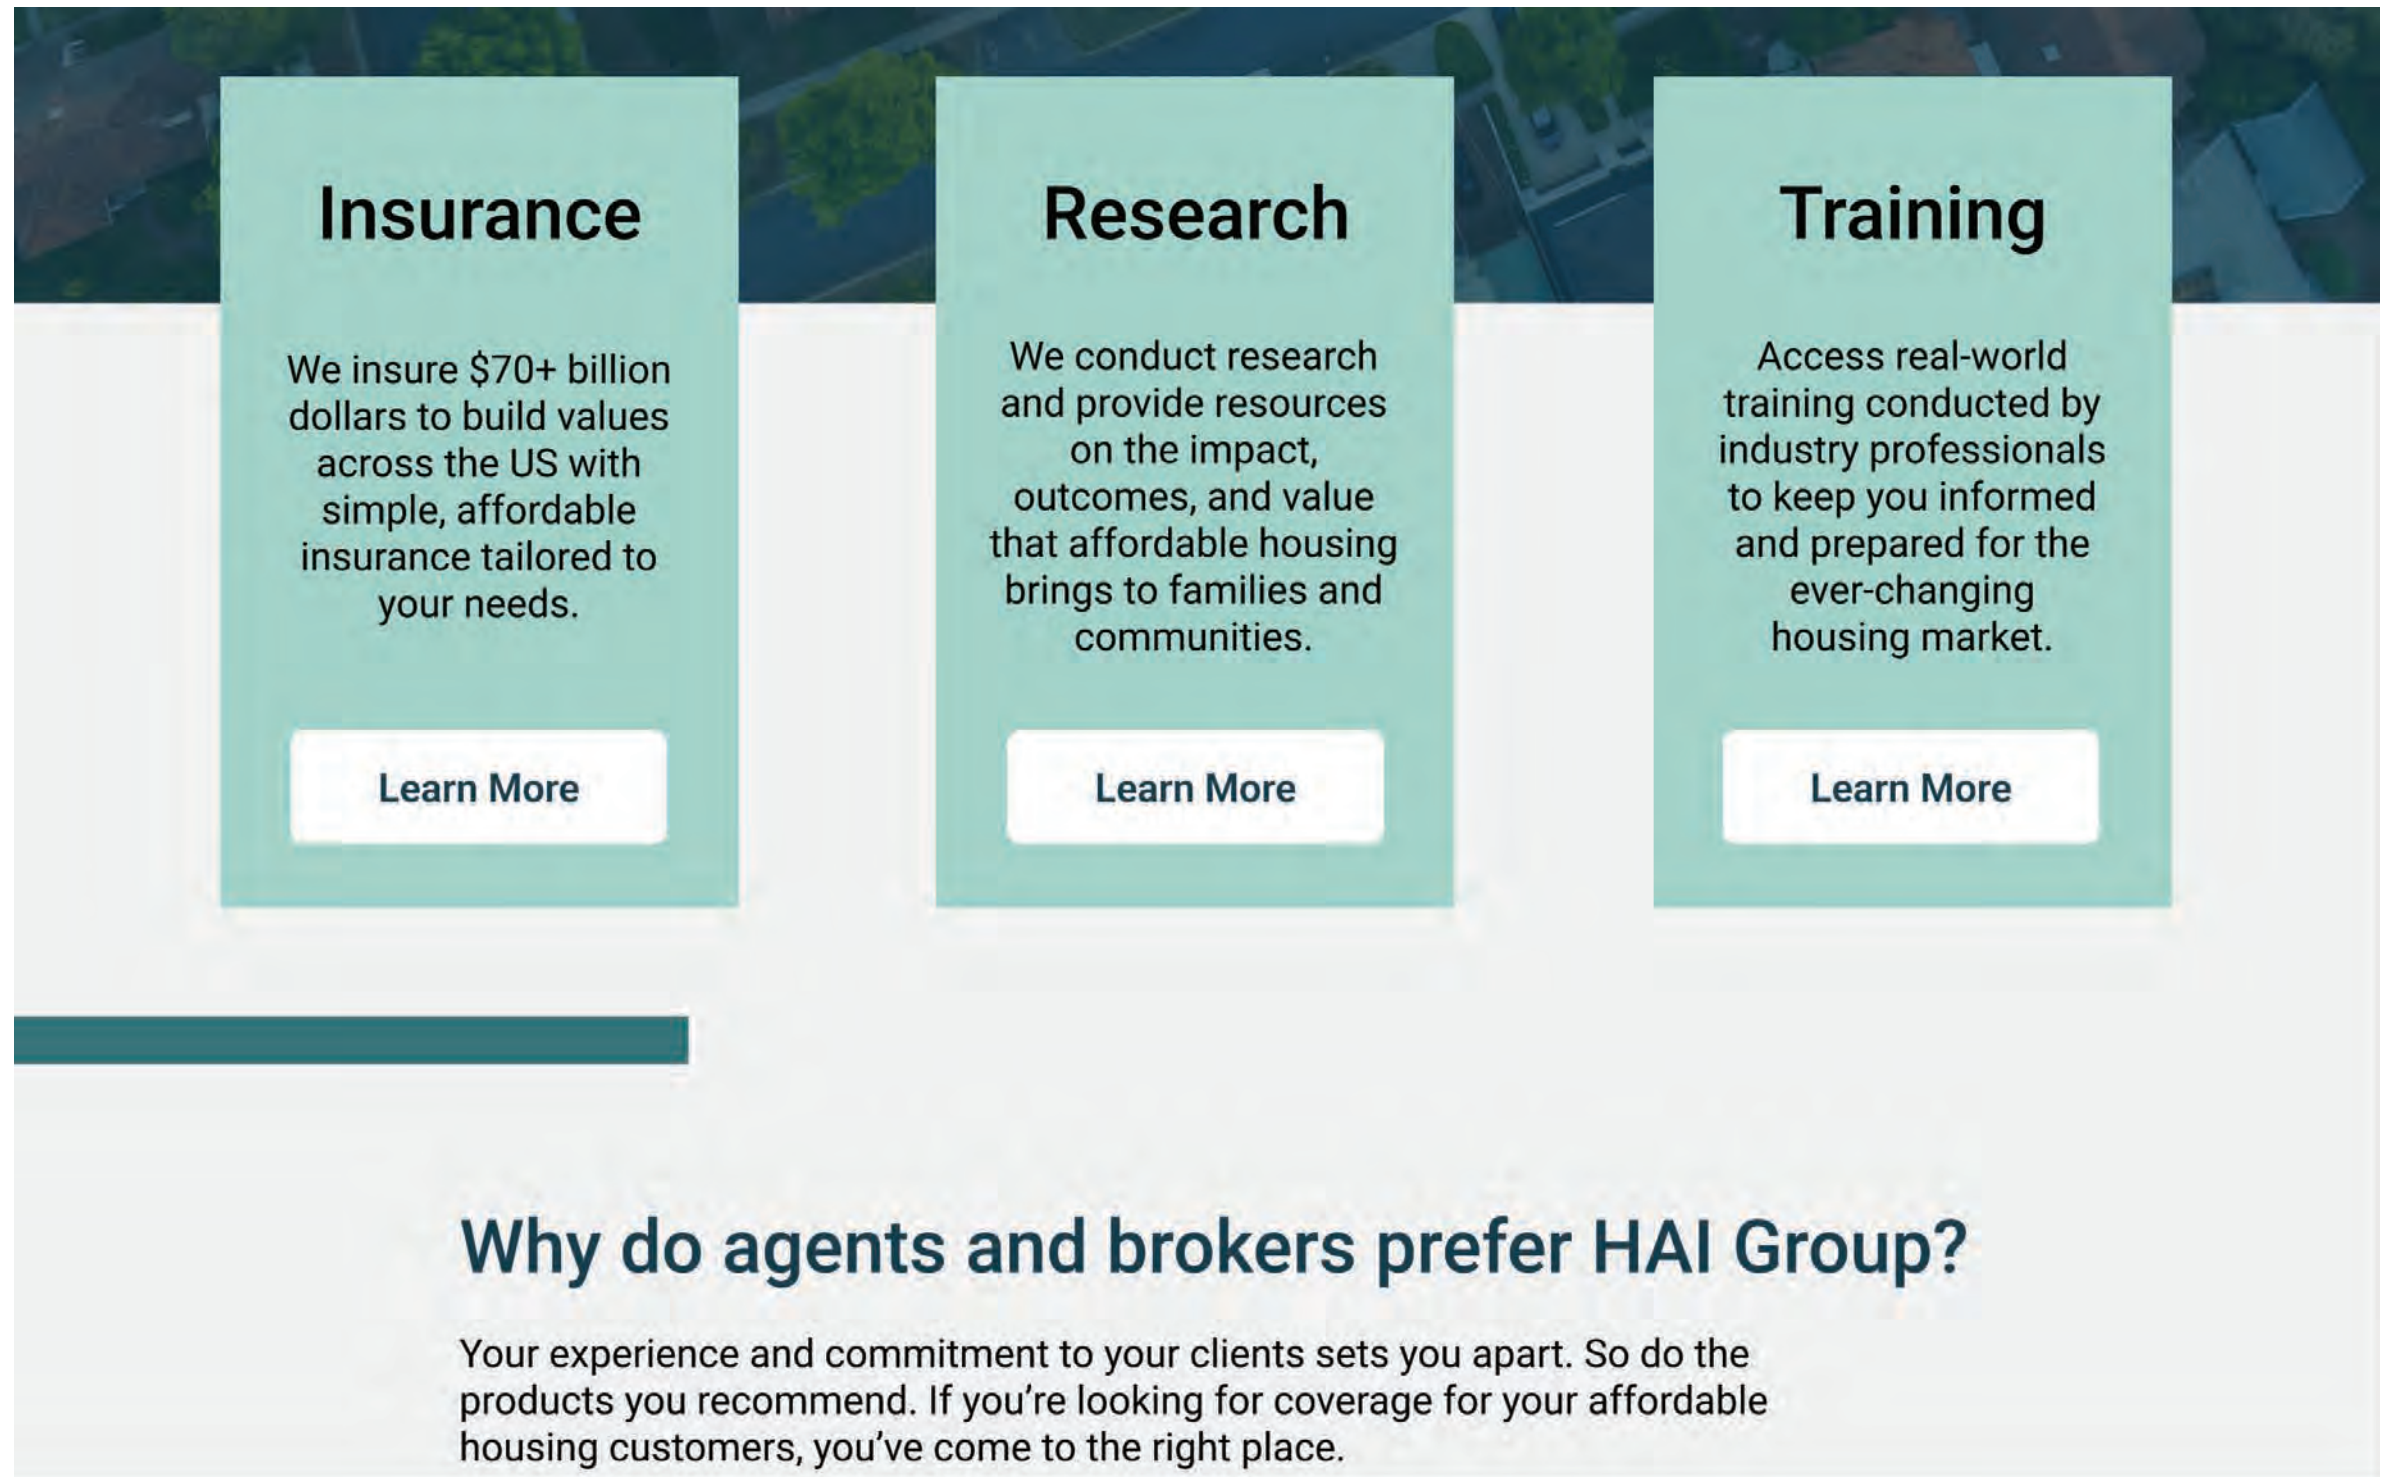 Insurance
We insure $70+ billion
dollars to build values
across the US with
simple, affordable
insurance tailored to
your needs.
Learn More
Research
We conduct research
and provide resources
on the impact,
outcomes, and value
that affordable housing
brings to families and
communities.
Learn More
Training
Access real-world
training conducted by
industry professionals
to keep you informed
and prepared for the
ever-changing
housing market.
Learn More
Why do agents and brokers prefer HAI Group?
Your experience and commitment to your clients sets you apart. So do the
products you recommend. If you’re looking for coverage for your affordable
housing customers, you’ve come to the right place.